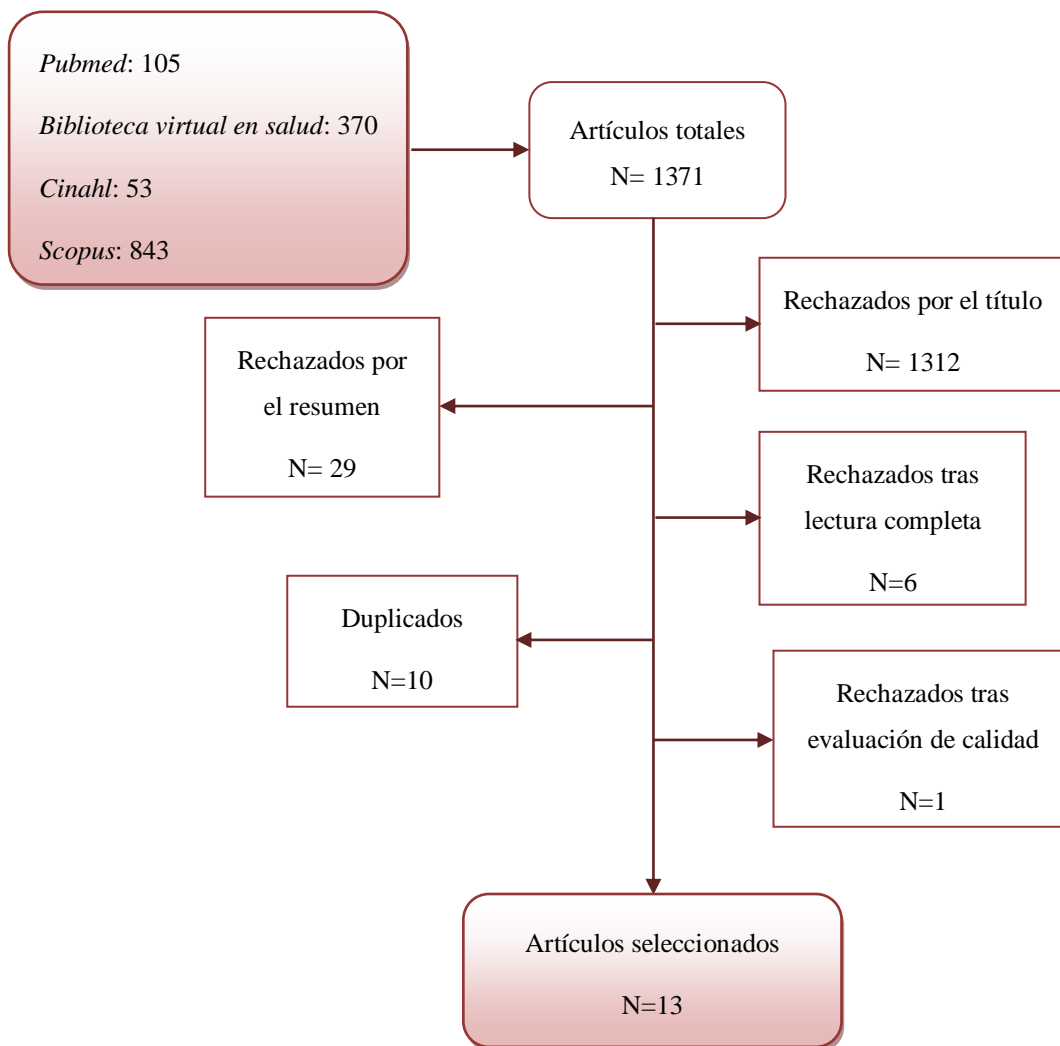 Pubmed: 105
Biblioteca virtual en salud: 370
Cinahl: 53
Scopus: 843
Artículos totales
N= 1371
Rechazados por el título
N= 1312
Rechazados por
el resumen
N= 29
Rechazados tras
lectura completa
N=6
Duplicados
N=10
Rechazados tras
evaluación de calidad
N=1
Artículos seleccionados
N=13